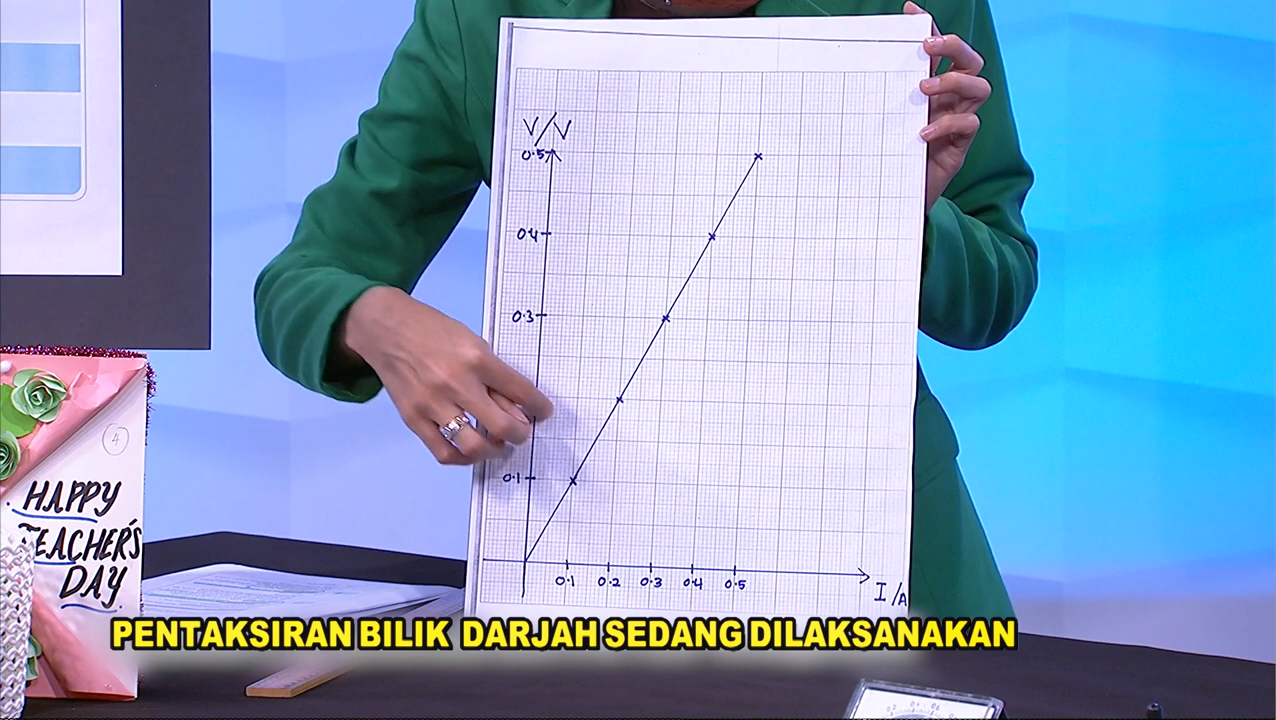 V/V
0.5
0.4
0.3
0.1
0.1 0.2 0.3 0.4 0.5
I/A
4
HAPPY
TEACHER'S
DAY
PENTAKSIRAN BILIK DARJAH SEDANG DILAKSANAKAN